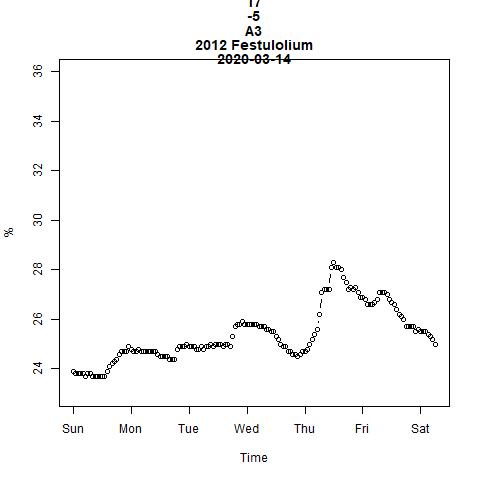 17
-5
A3
2012 Festulolium
2020-03-14
36
34
32
30
28
26
24
%
Sun Mon Tue Wed Thu Fri Sat
Time